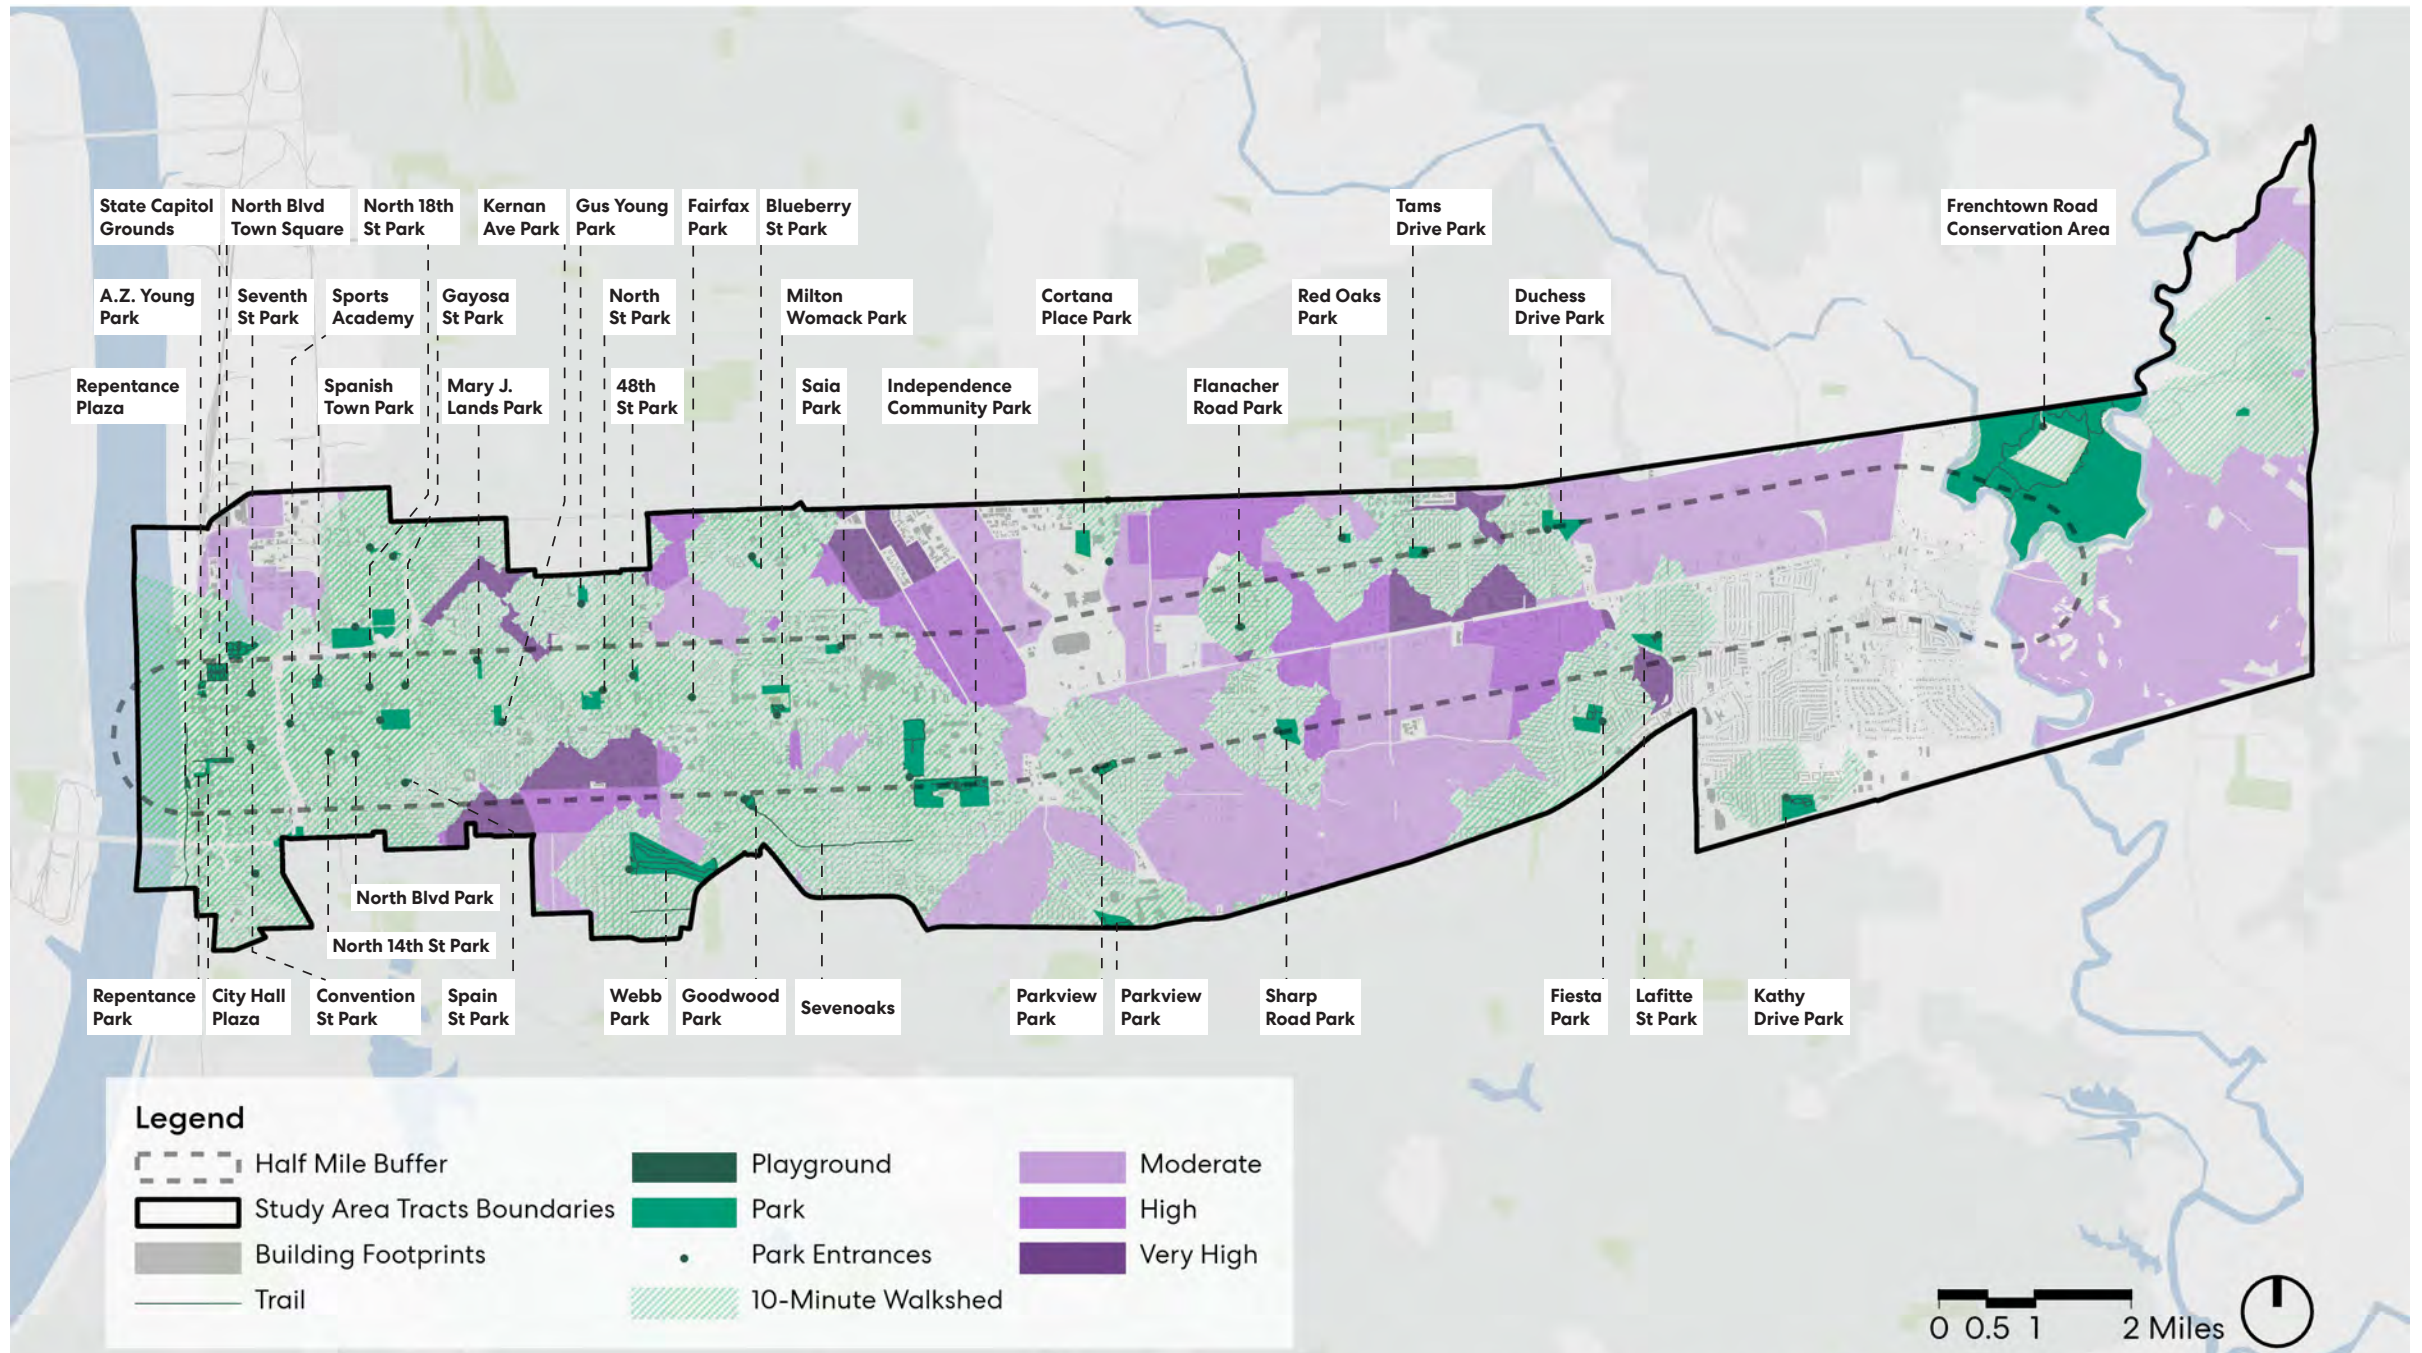 State Capitol
Grounds
North Blvd
Town Square
North 18th
St Park
Kernan
Ave Park
Gus Young
Park
Fairfax
Park
Blueberry
St Park
Tams
Drive Park
Frenchtown Road
Conservation Area
A.Z. Young
Park
Seventh
St Park
Sports
Academy
Gayosa
St Park
North
St Park
Milton
Womack Park
Cortana
Place Park
Red Oaks
Park
Duchess
Drive Park
Repentance
Plaza
Spanish
Town Park
Mary J.
Lands Park
48th
St Park
Saia
Park
Independence
Community Park
Flanacher
Road Park
North Blvd Park
North 14th St Park
Repentance
Park
City Hall
Plaza
Convention
St Park
Spain
St Park
Webb
Park
Goodwood
Park
Sevenoaks
Parkview
Park
Parkview
Park
Sharp
Road Park
Fiesta
Park
Lafitte
St Park
Kathy
Drive Park
Legend
Half Mile Buffer
Study Area Tracts Boundaries
Building Footprints
Trail
Playground
Park
Park Entrances
10-Minute Walkshed
Moderate
High
Very High
0 0.5 1 2 Miles